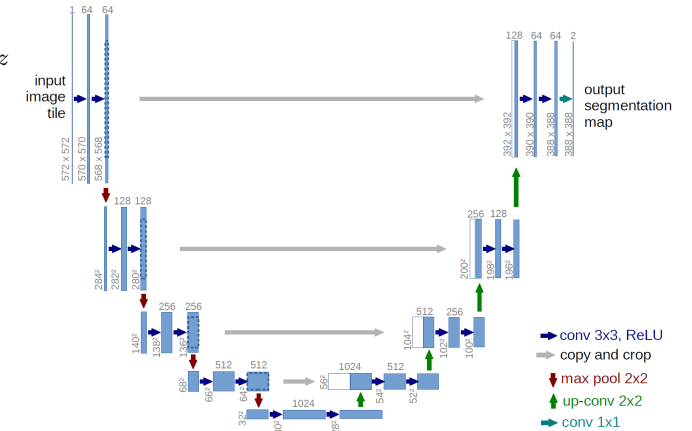 z
1 64 64
input
image
tile
572 x 572
570 x 570
568 x 568
128 64 64 2
output
segmentation
map
392 x 392
390 x 390
388 x 388
388 x 388
128 128
284²
282²
280²
256 128
200²
198²
196²
256 256
140²
138²
136²
512 256
104²
102²
100²
512 512
68²
66²
64²
1024 512
56²
54²
52²
1024
32²
conv 3x3, ReLU
copy and crop
max pool 2x2
up-conv 2x2
conv 1x1